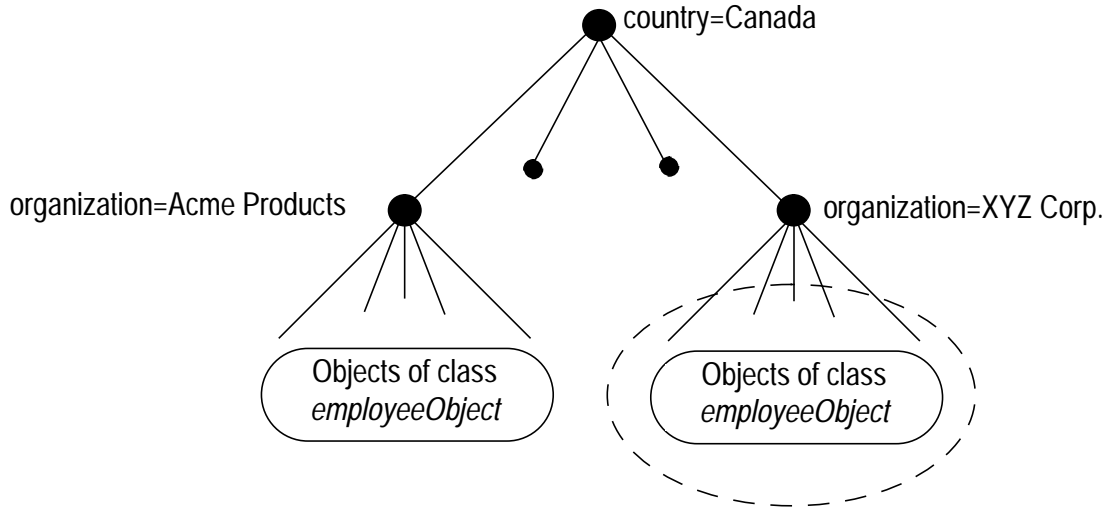 country=Canada
organization=Acme Products
organization=XYZ Corp.
Objects of class
employeeObject
Objects of class
employeeObject